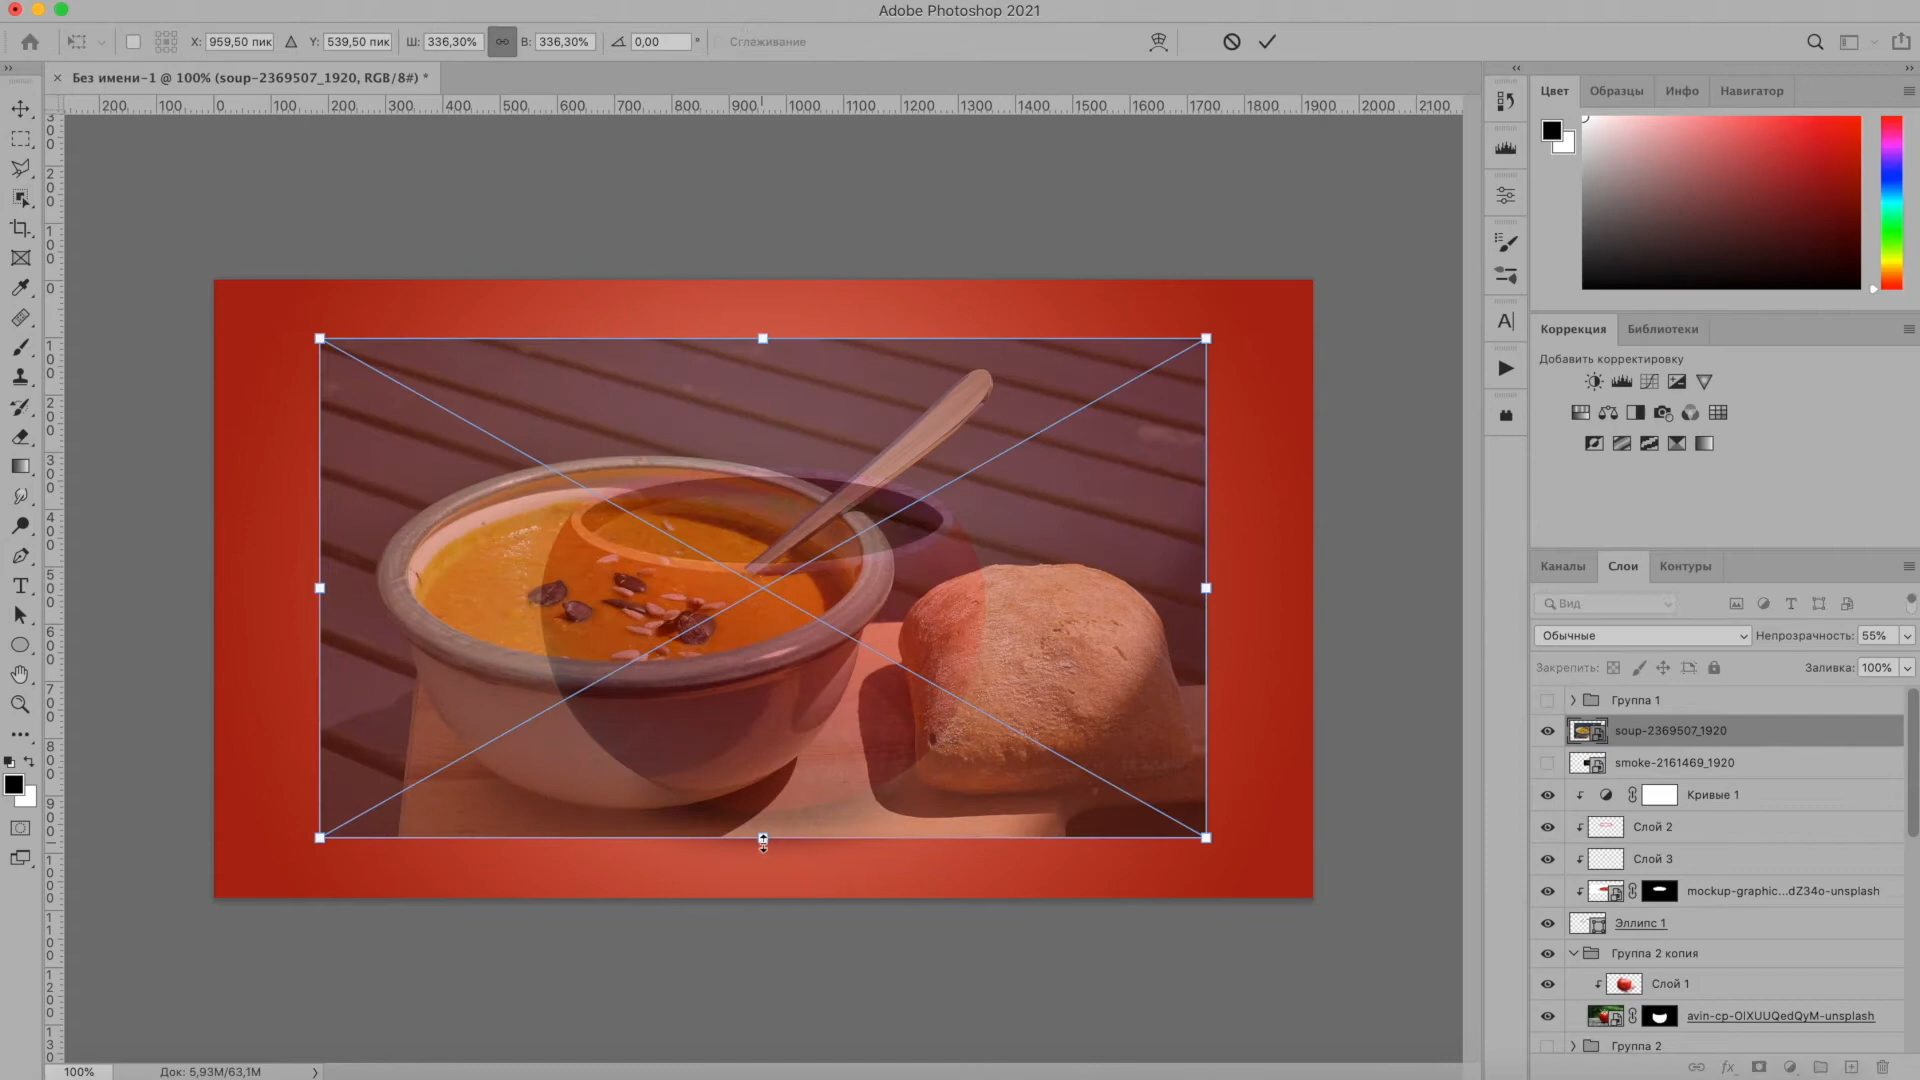 Adobe Photoshop 2021
X: 959,50 пик Y: 539,50 пик Ш: 336,30% В: 336,30% 0,00 ° Сглаживание
Без имени-1 @ 100% (soup-2369507_1920, RGB/8#) *
200 100 0 100 200 300 400 500 600 700 800 900 1000 1100 1200 1300 1400 1500 1600 1700 1800 1900 2000 2100
Цвет Образцы Инфо Навигатор
Коррекция Библиотеки
Добавить корректировку
Каналы Слои Контуры
Вид
Обычные Непрозрачность: 55%
Закрепить: Заливка: 100%
Группа 1
soup-2369507_1920
smoke-2161469_1920
Кривые 1
Слой 2
Слой 3
mockup-graphic...dZ34o-unsplash
Эллипс 1
Группа 2 копия
Слой 1
avin-cp-OlXUUQedQyM-unsplash
Группа 2
100% Док: 5,93M/63,1M